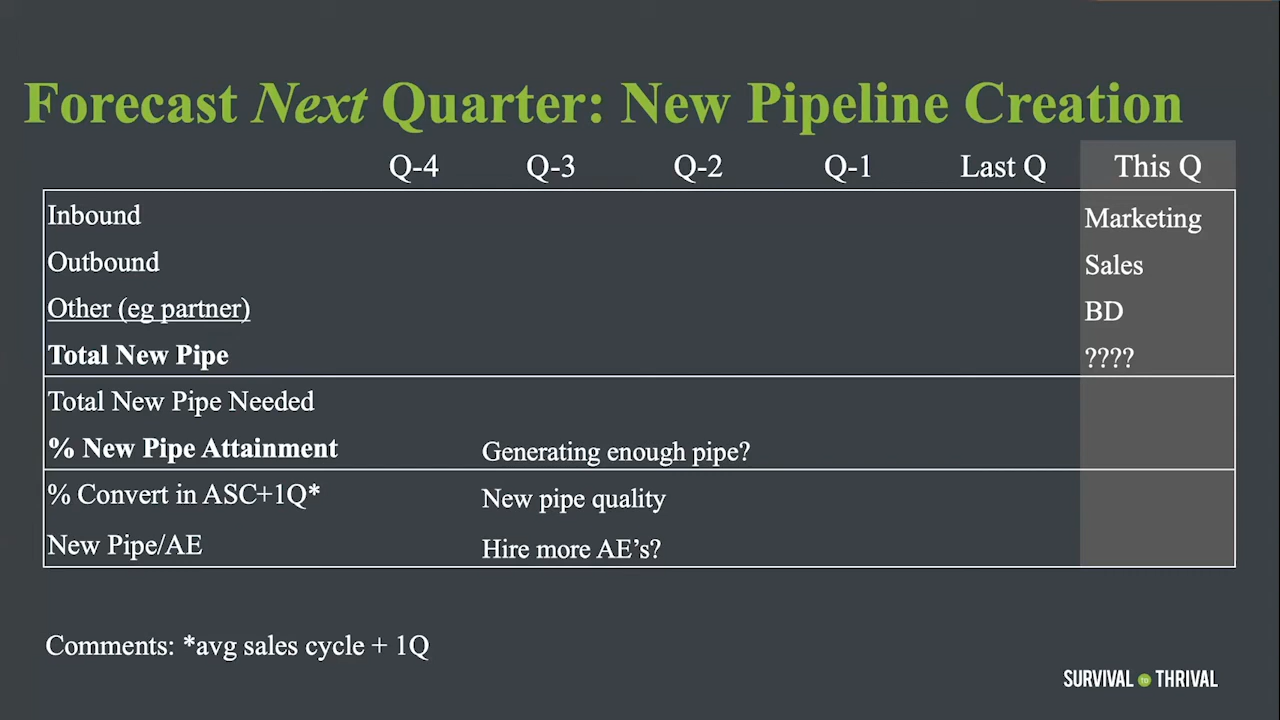 Forecast Next Quarter: New Pipeline Creation
Q-4 Q-3 Q-2 Q-1 Last Q This Q
Inbound Marketing
Outbound Sales
Other (eg partner) BD
Total New Pipe ????
Total New Pipe Needed
% New Pipe Attainment Generating enough pipe?
% Convert in ASC+1Q* New pipe quality
New Pipe/AE Hire more AE's?
Comments: *avg sales cycle + 1Q
SURVIVAL TO THRIVAL